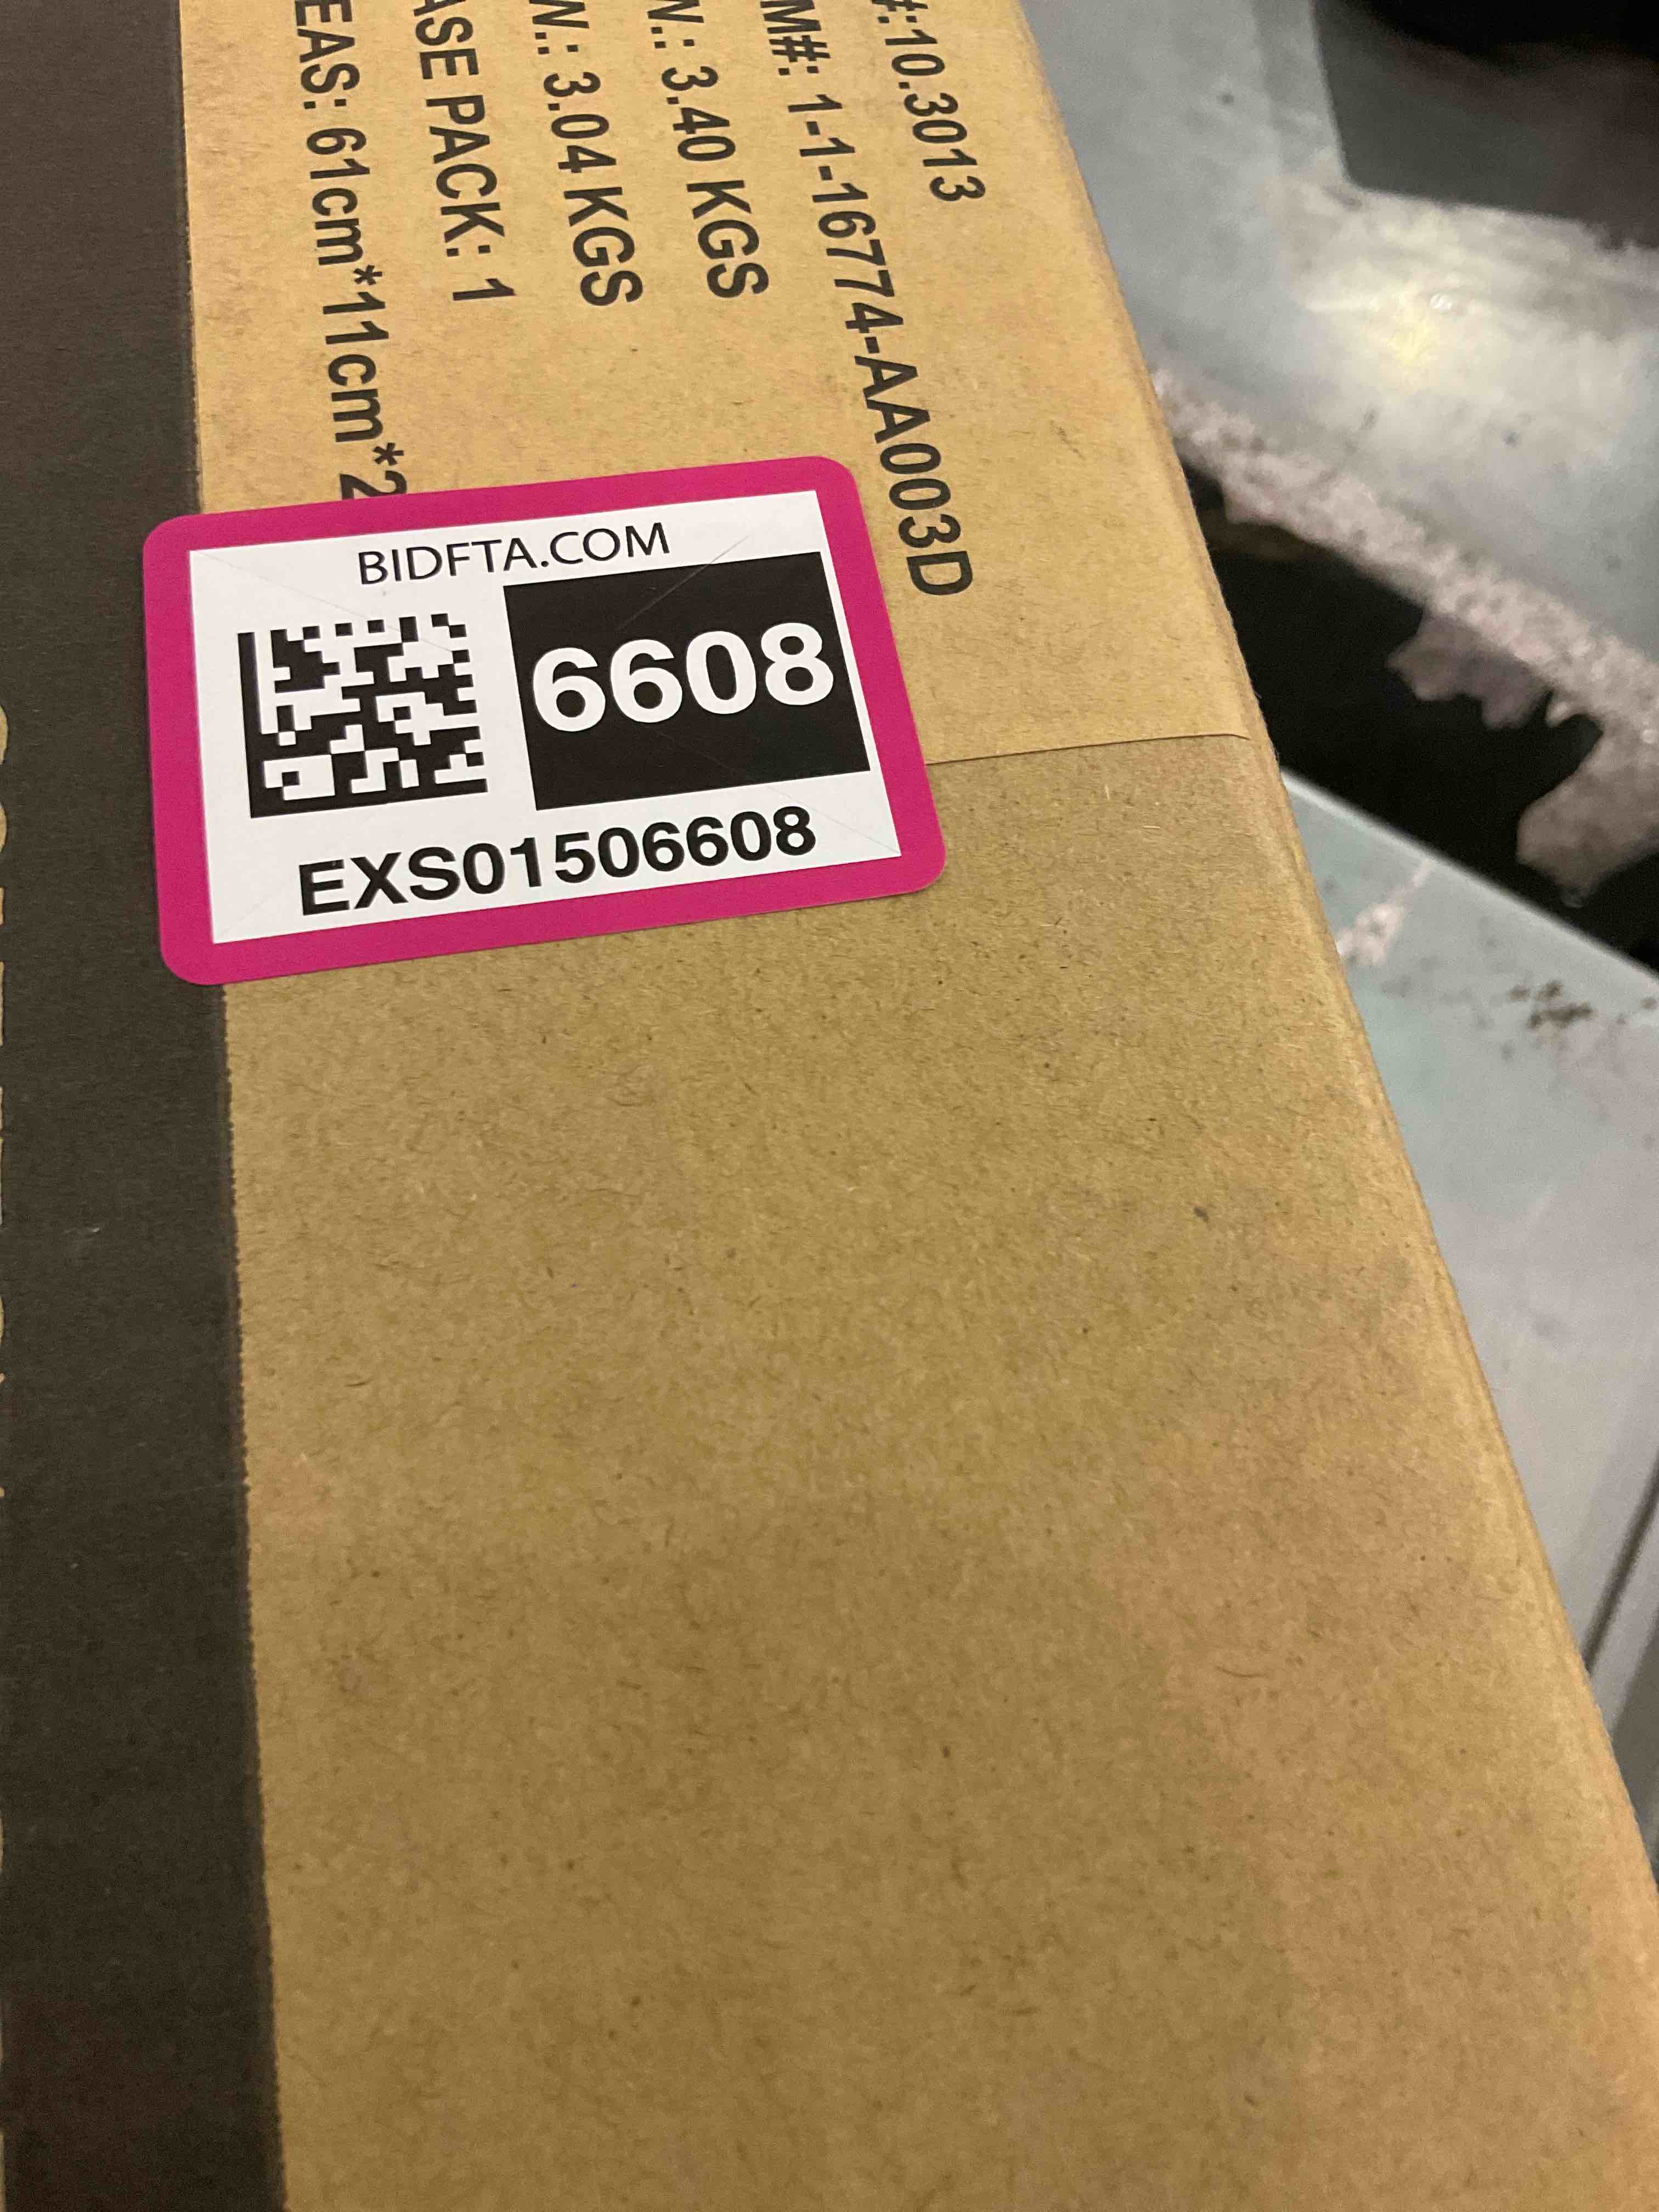 #:10.3013
M#: 1-1-16774-AA003D
W.: 3.40 KGS
W.: 3.04 KGS
ASE PACK: 1
EAS: 61cm*11cm*2
BIDFTA.COM
6608
EXS01506608